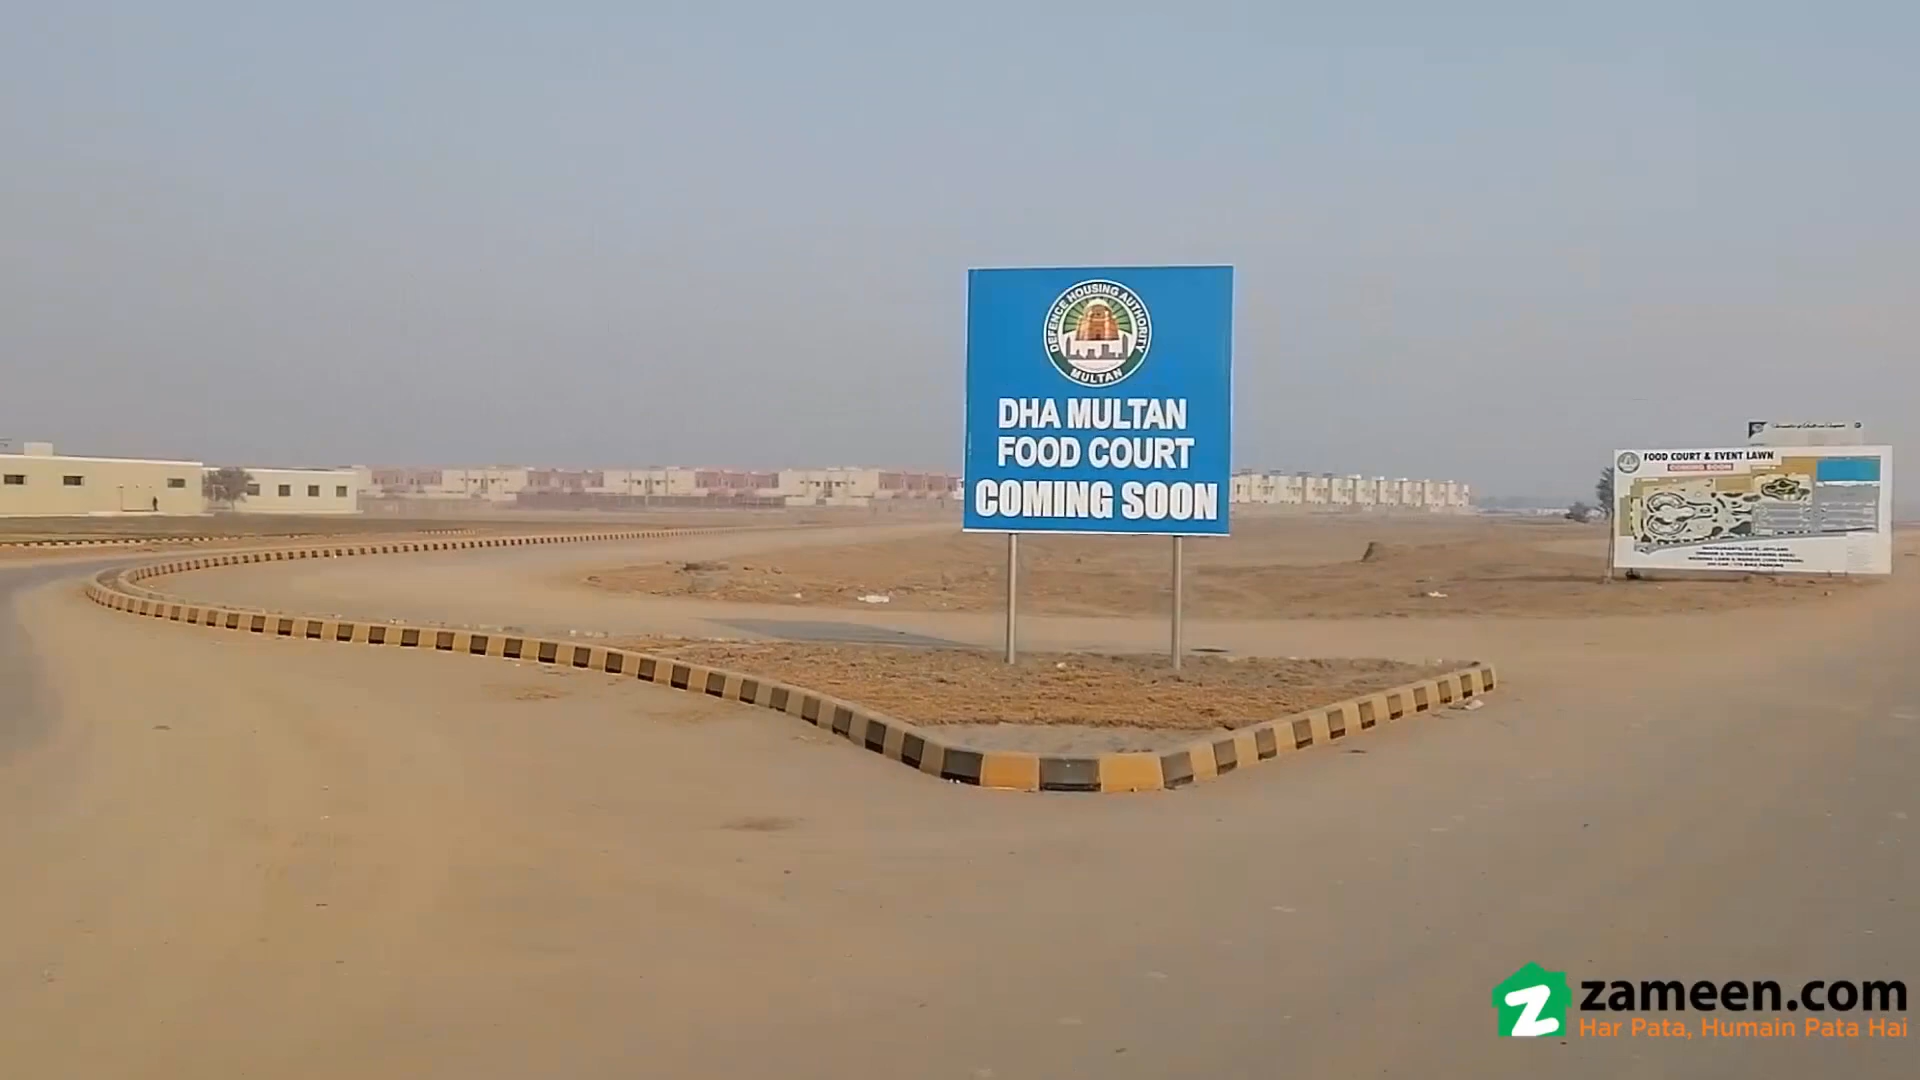 DEFENCE HOUSING AUTHORITY
MULTAN
DHA MULTAN
FOOD COURT
COMING SOON
FOOD COURT & EVENT LAWN
COMING SOON
zameen.com
Har Pata, Humain Pata Hai